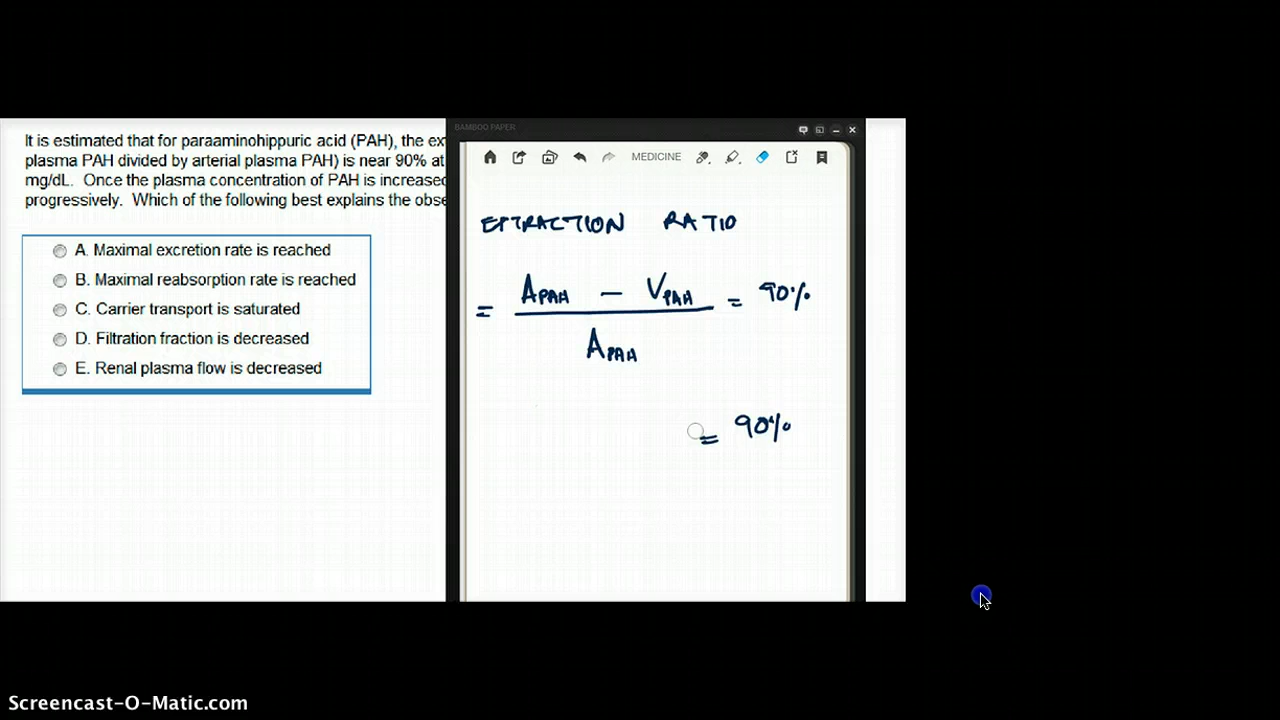 It is estimated that for paraaminohippuric acid (PAH), the ex
plasma PAH divided by arterial plasma PAH) is near 90% at
mg/dL. Once the plasma concentration of PAH is increased
progressively. Which of the following best explains the obse
A. Maximal excretion rate is reached
B. Maximal reabsorption rate is reached
C. Carrier transport is saturated
D. Filtration fraction is decreased
E. Renal plasma flow is decreased
BAMBOO PAPER
MEDICINE
EXTRACTION RATIO
= APAH - VPAH = 90%
APAH
= 90%
Screencast-O-Matic.com